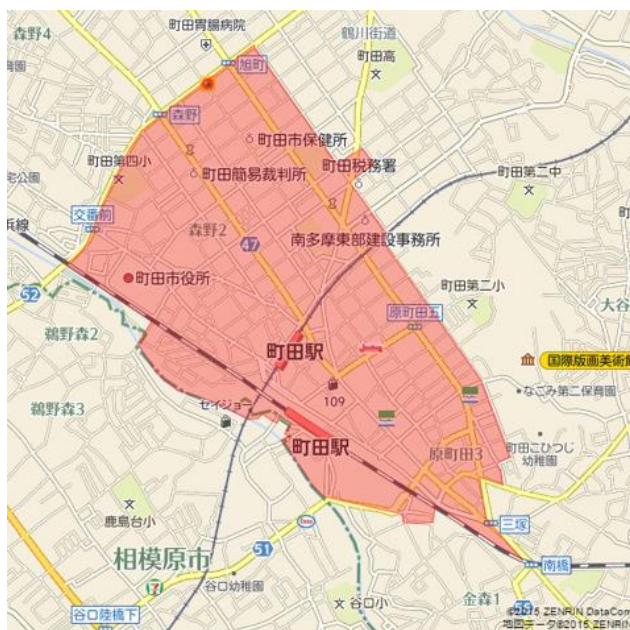 町田胃腸病院
森野4
鶴川街道
町田高
旭町
森野
町田市保健所
町田第四小
町田税務署
町田簡易裁判所
町田第二中
宅公園
交番前
浜線
森野2
南多摩東部建設事務所
47
町田市役所
町田第二小
52
大谷
原町田五
鵜野森2
町田駅
国際版画美術館
なごみ第二保育園
鵜野森3
セイジョー
109
町田こひつじ
幼稚園
町田駅
原町田3
鹿島台小
三塚
相模原市
51
南橋
谷口幼稚園
7
金森1
谷口陸橋下
谷口小
55
©2015 ZENRIN DataCom
地図データ©2015 ZENRIN